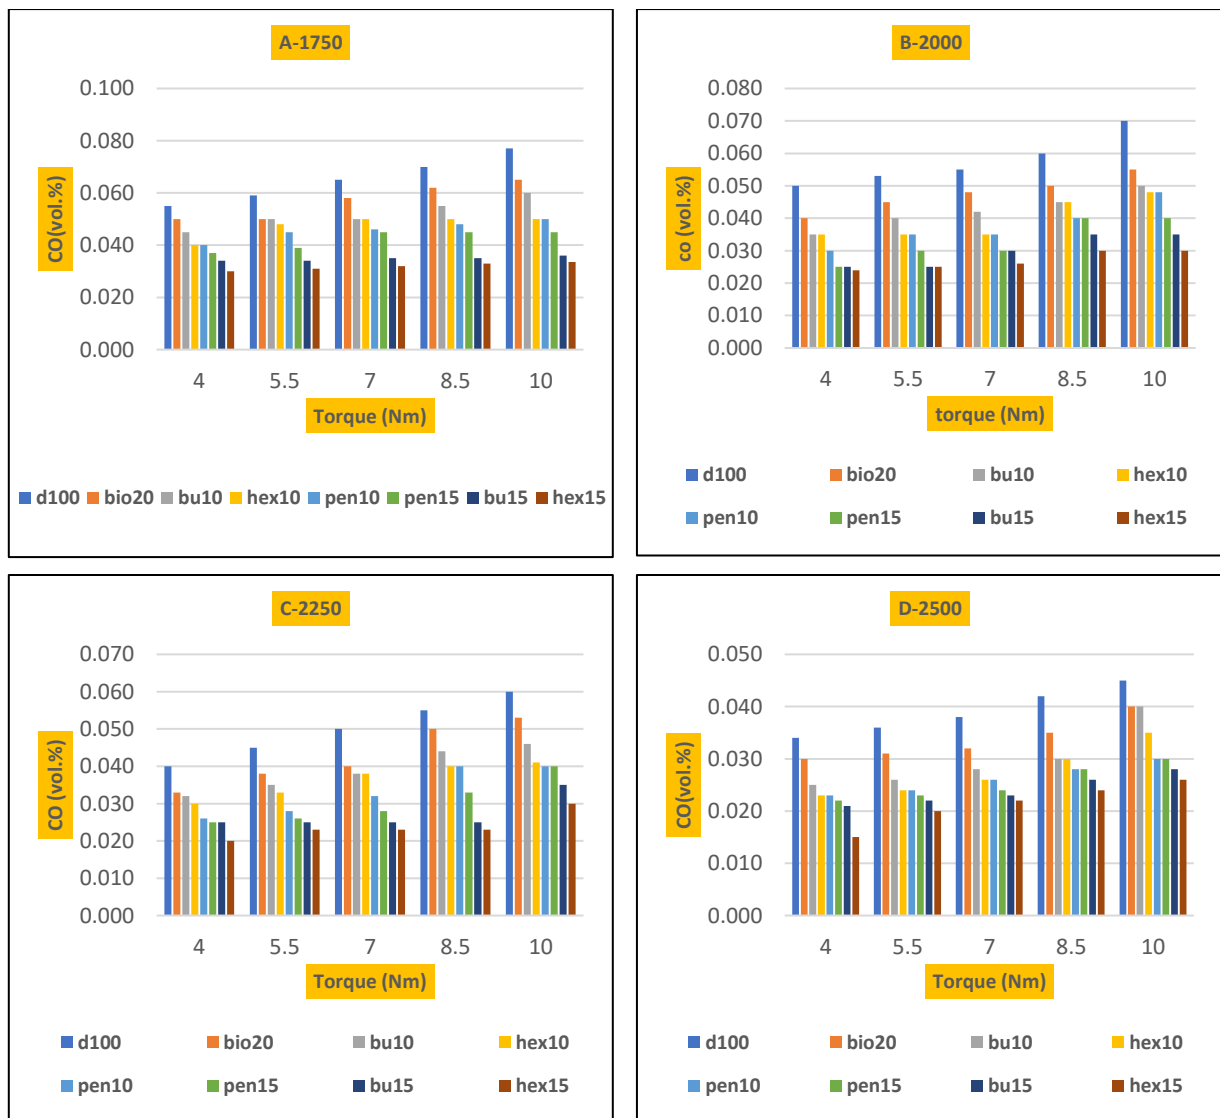 A-1750
0.100
0.080
0.060
0.040
0.020
0.000
CO(vol.%)
4 5.5 7 8.5 10
Torque (Nm)
d100 bio20 bu10 hex10 pen10 pen15 bu15 hex15
B-2000
0.080
0.070
0.060
0.050
0.040
0.030
0.020
0.010
0.000
co (vol.%)
4 5.5 7 8.5 10
torque (Nm)
d100 bio20 bu10 hex10
pen10 pen15 bu15 hex15
C-2250
0.070
0.060
0.050
0.040
0.030
0.020
0.010
0.000
CO (vol.%)
4 5.5 7 8.5 10
Torque (Nm)
d100 bio20 bu10 hex10
pen10 pen15 bu15 hex15
D-2500
0.050
0.040
0.030
0.020
0.010
0.000
CO(vol.%)
4 5.5 7 8.5 10
Torque (Nm)
d100 bio20 bu10 hex10
pen10 pen15 bu15 hex15